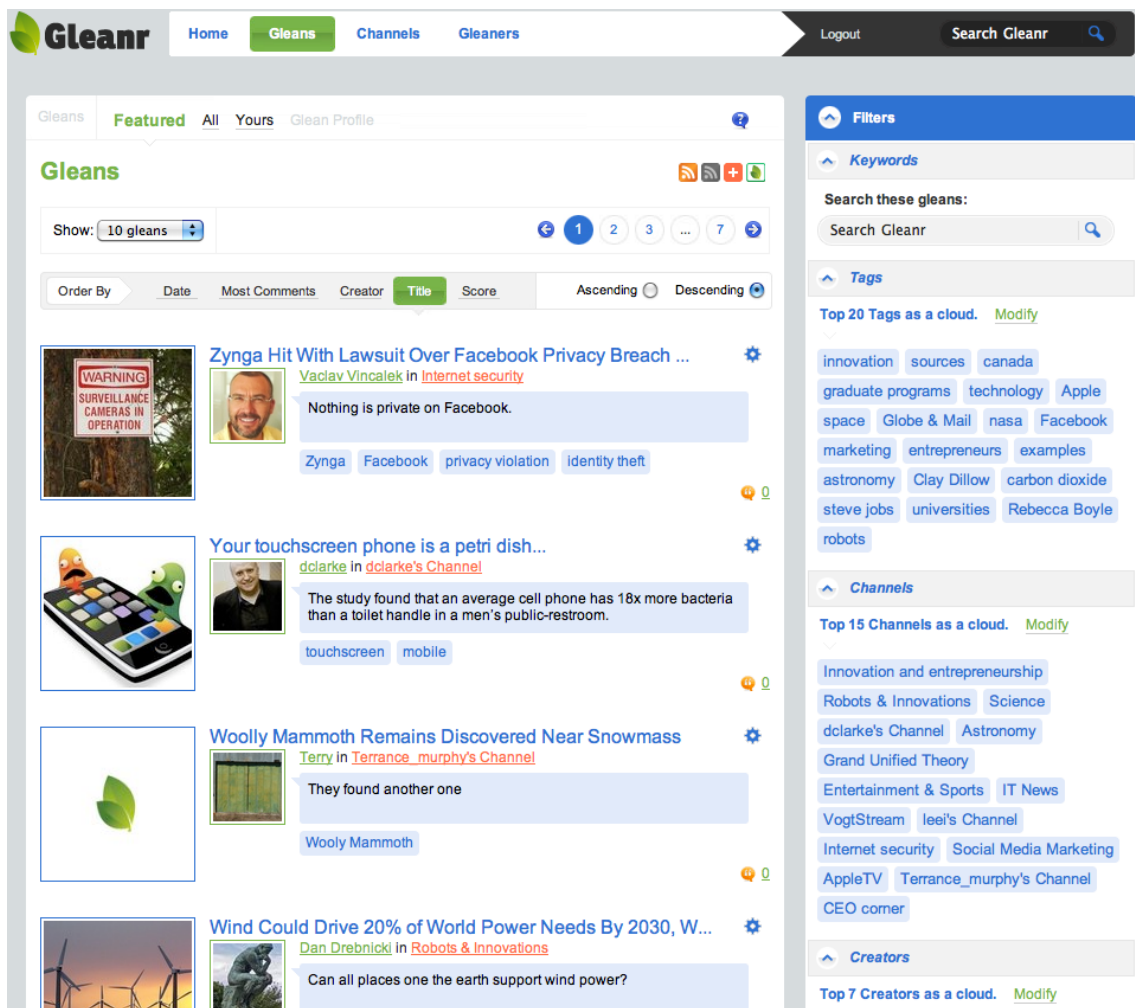 Gleanr
Home Gleans Channels Gleaners
Logout
Search Gleanr
Gleans Featured All Yours Glean Profile
?
Gleans
Show: 10 gleans
1 2 3 ... 7
Order By Date Most Comments Creator Title Score Ascending Descending
Zynga Hit With Lawsuit Over Facebook Privacy Breach ...
Vaclav Vincalek in Internet security
WARNING
SURVEILLANCE
CAMERAS IN
OPERATION
Nothing is private on Facebook.
Zynga Facebook privacy violation identity theft
0
Your touchscreen phone is a petri dish...
dclarke in dclarke's Channel
The study found that an average cell phone has 18x more bacteria
than a toilet handle in a men's public-restroom.
touchscreen mobile
0
Woolly Mammoth Remains Discovered Near Snowmass
Terry in Terrance_murphy's Channel
They found another one
Wooly Mammoth
0
Wind Could Drive 20% of World Power Needs By 2030, W...
Dan Drebnicki in Robots & Innovations
Can all places one the earth support wind power?
Filters
Keywords
Search these gleans:
Search Gleanr
Tags
Top 20 Tags as a cloud. Modify
innovation sources canada
graduate programs technology Apple
space Globe & Mail nasa Facebook
marketing entrepreneurs examples
astronomy Clay Dillow carbon dioxide
steve jobs universities Rebecca Boyle
robots
Channels
Top 15 Channels as a cloud. Modify
Innovation and entrepreneurship
Robots & Innovations Science
dclarke's Channel Astronomy
Grand Unified Theory
Entertainment & Sports IT News
VogtStream leei's Channel
Internet security Social Media Marketing
AppleTV Terrance_murphy's Channel
CEO corner
Creators
Top 7 Creators as a cloud. Modify